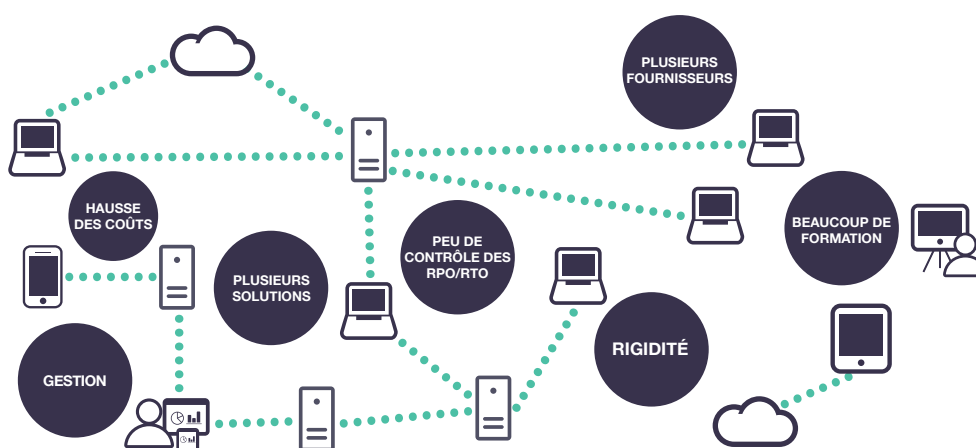 PLUSIEURS
FOURNISSEURS
HAUSSE
DES COÛTS
PEU DE
CONTRÔLE DES
RPO/RTO
BEAUCOUP DE
FORMATION
PLUSIEURS
SOLUTIONS
RIGIDITÉ
GESTION